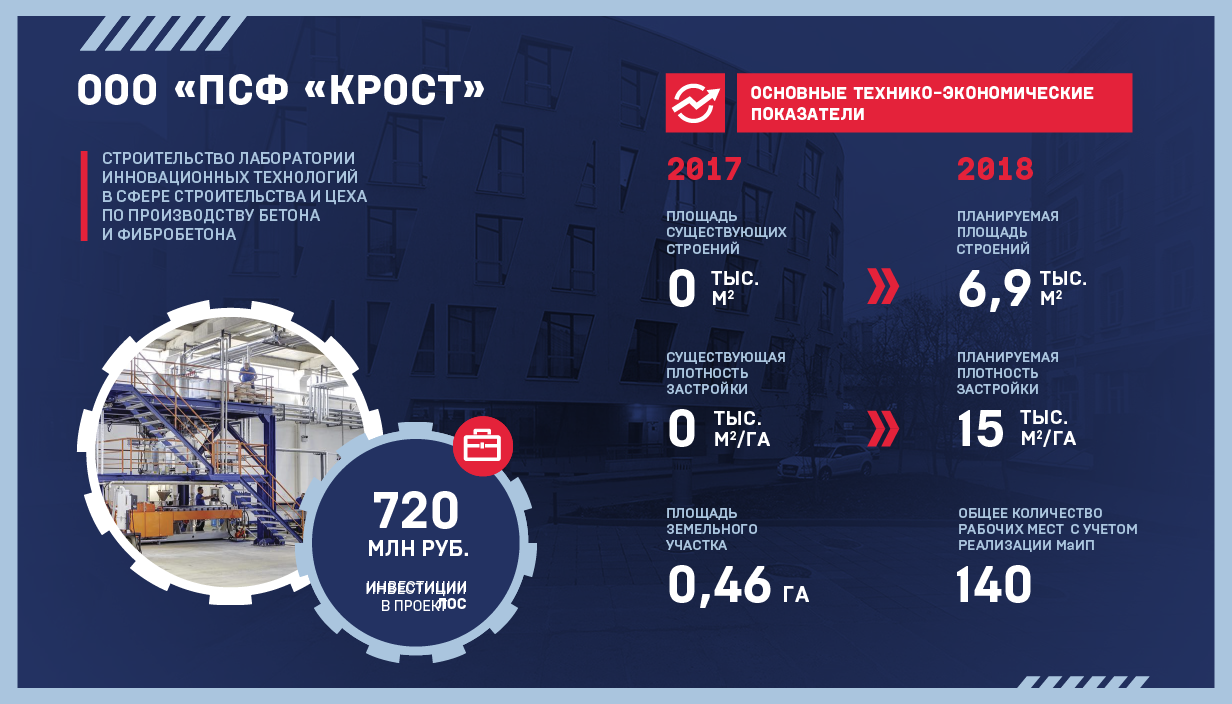 ООО «ПСФ «КРОСТ»
СТРОИТЕЛЬСТВО ЛАБОРАТОРИИ
ИННОВАЦИОННЫХ ТЕХНОЛОГИЙ
В СФЕРЕ СТРОИТЕЛЬСТВА И ЦЕХА
ПО ПРОИЗВОДСТВУ БЕТОНА
И ФИБРОБЕТОНА
720
МЛН РУБ.
ИНВЕСТИЦИИ
В ПРОЕКТ
ЛОС
ОСНОВНЫЕ ТЕХНИКО-ЭКОНОМИЧЕСКИЕ
ПОКАЗАТЕЛИ
2017
ПЛОЩАДЬ
СУЩЕСТВУЮЩИХ
СТРОЕНИЙ
0 ТЫС.
М²
СУЩЕСТВУЮЩАЯ
ПЛОТНОСТЬ
ЗАСТРОЙКИ
0 ТЫС.
М²/ГА
ПЛОЩАДЬ
ЗЕМЕЛЬНОГО
УЧАСТКА
0,46 ГА
2018
ПЛАНИРУЕМАЯ
ПЛОЩАДЬ
СТРОЕНИЙ
6,9 ТЫС.
М²
ПЛАНИРУЕМАЯ
ПЛОТНОСТЬ
ЗАСТРОЙКИ
15 ТЫС.
М²/ГА
ОБЩЕЕ КОЛИЧЕСТВО
РАБОЧИХ МЕСТ С УЧЕТОМ
РЕАЛИЗАЦИИ МаИП
140